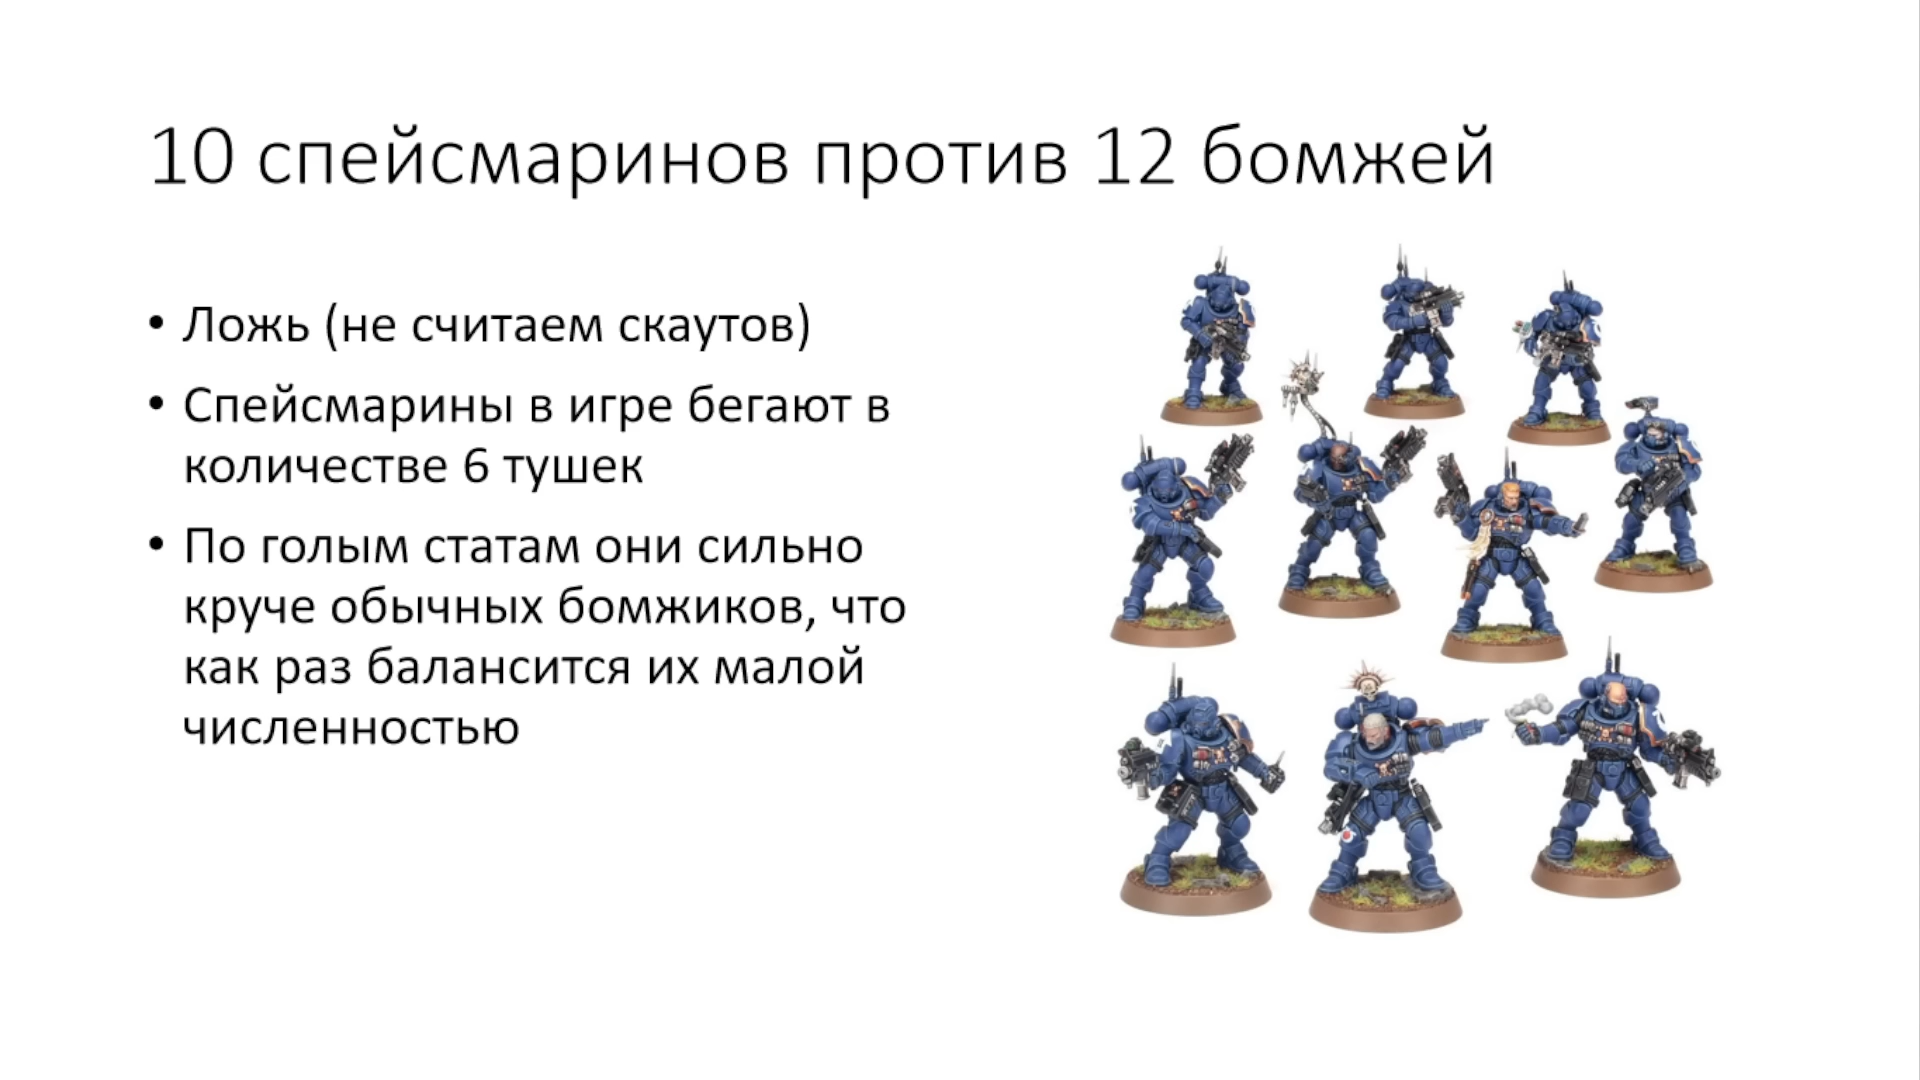 10 спейсмаринов против 12 бомжей
• Ложь (не считаем скаутов)
• Спейсмарины в игре бегают в
количестве 6 тушек
• По голым статам они сильно
круче обычных бомжиков, что
как раз балансится их малой
численностью